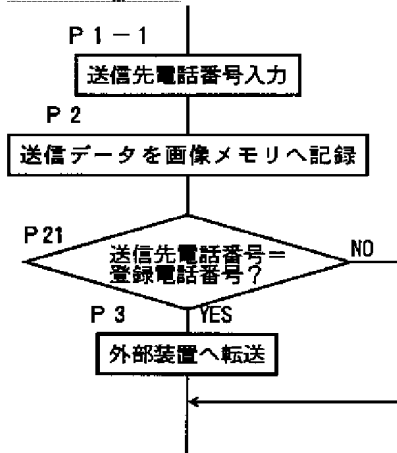 P1-1
送信先電話番号入力
P2
送信データを画像メモリへ記録
P21
送信先電話番号=
登録電話番号?
NO
P3
YES
外部装置へ転送